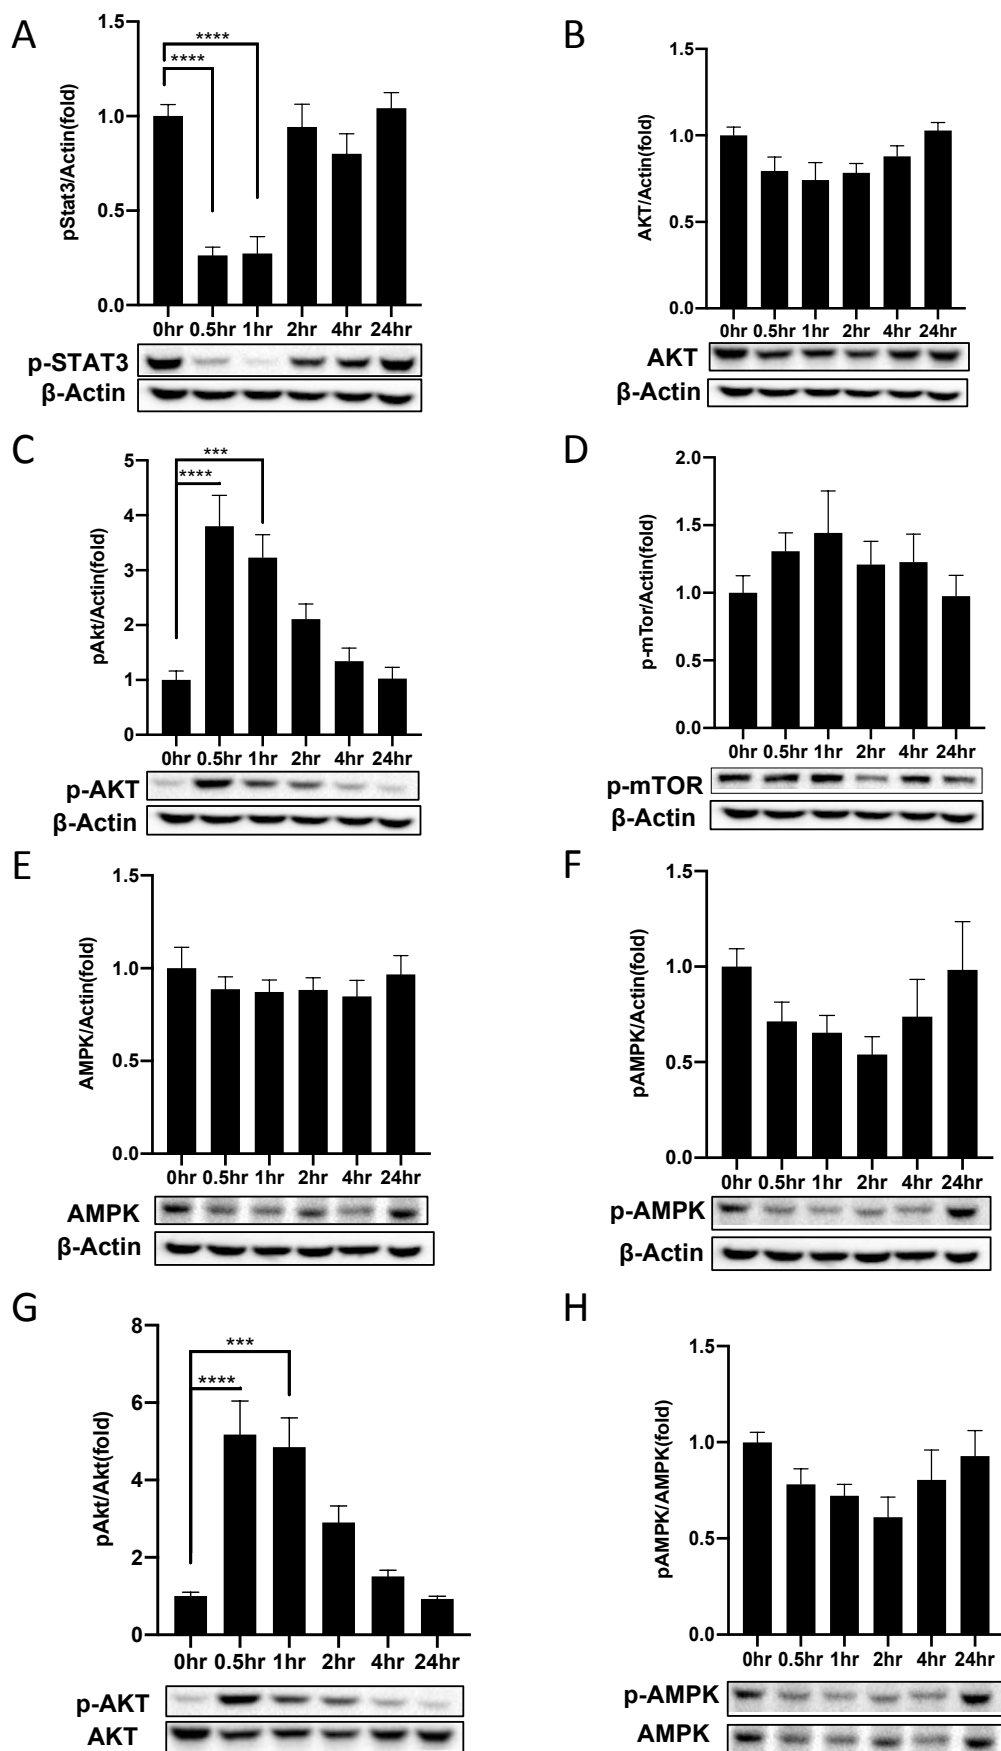 A
pStat3/Actin(fold)
1.5
1.0
0.5
0.0
****
****
0hr 0.5hr 1hr 2hr 4hr 24hr
p-STAT3
β-Actin
B
AKT/Actin(fold)
1.5
1.0
0.5
0.0
0hr 0.5hr 1hr 2hr 4hr 24hr
AKT
β-Actin
C
pAkt/Actin(fold)
5
4
3
2
1
0
***
****
0hr 0.5hr 1hr 2hr 4hr 24hr
p-AKT
β-Actin
D
p-mTor/Actin(fold)
2.0
1.5
1.0
0.5
0.0
0hr 0.5hr 1hr 2hr 4hr 24hr
p-mTOR
β-Actin
E
AMPK/Actin(fold)
1.5
1.0
0.5
0.0
0hr 0.5hr 1hr 2hr 4hr 24hr
AMPK
β-Actin
F
pAMPK/Actin(fold)
1.5
1.0
0.5
0.0
0hr 0.5hr 1hr 2hr 4hr 24hr
p-AMPK
β-Actin
G
pAkt/Akt(fold)
8
6
4
2
0
***
****
0hr 0.5hr 1hr 2hr 4hr 24hr
p-AKT
AKT
H
pAMPK/AMPK(fold)
1.5
1.0
0.5
0.0
0hr 0.5hr 1hr 2hr 4hr 24hr
p-AMPK
AMPK